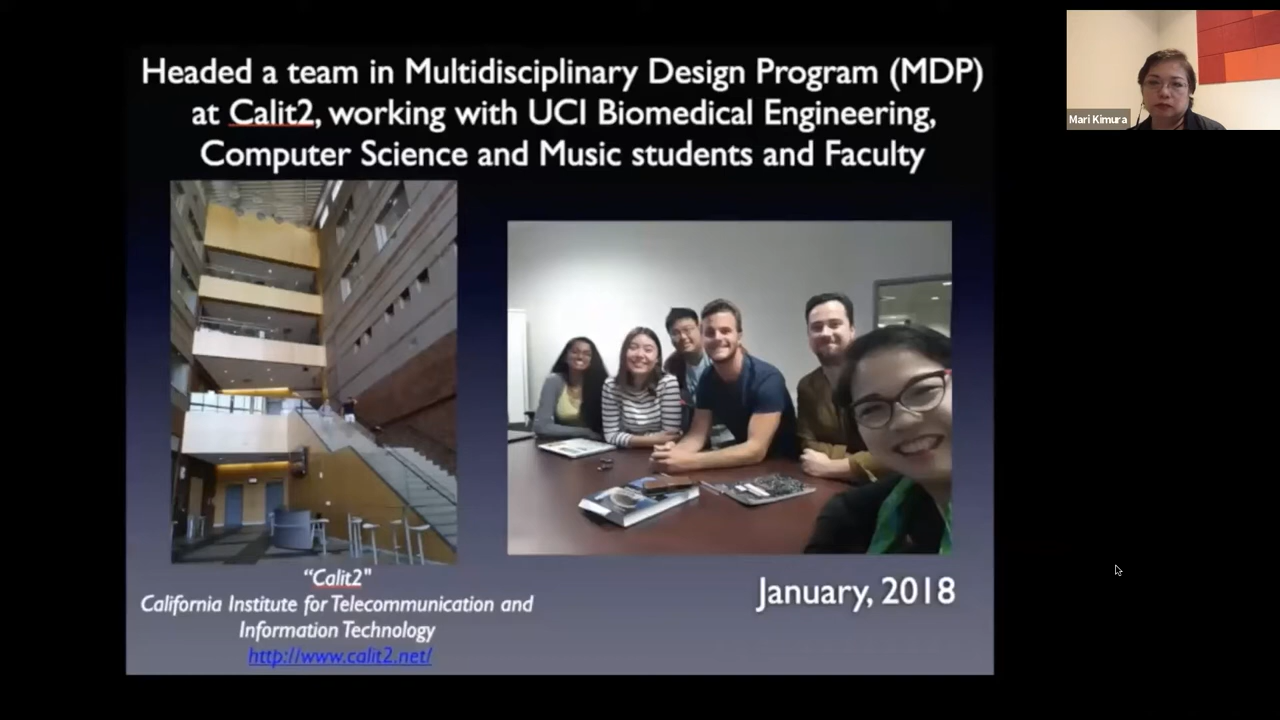 Headed a team in Multidisciplinary Design Program (MDP)
at Calit2, working with UCI Biomedical Engineering,
Computer Science and Music students and Faculty
Mari Kimura
“Calit2"
California Institute for Telecommunication and
Information Technology
http://www.calit2.net/
January, 2018